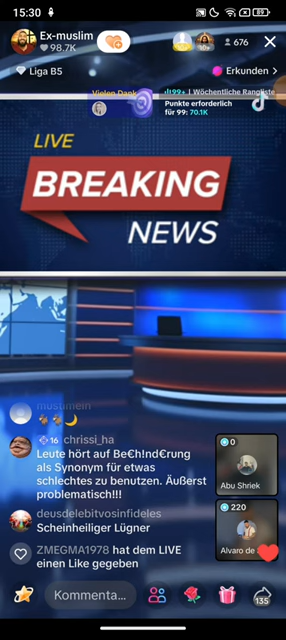 15:30
89
Ex-muslim
98.7K
676
Liga B5
Erkunden >
Vielen Dank
99+ | Wöchentliche Rangliste
Punkte erforderlich
für 99: 70.1K
LIVE
BREAKING
NEWS
muslimein
16 chrissi_ha
Leute hört auf Be€h!nd€rung
als Synonym für etwas
schlechtes zu benutzen. Äußerst
problematisch!!!
0
Abu Shriek
deusdelebitvosinfideles
Scheinheiliger Lügner
220
Alvaro de
ZMEGMA1978 hat dem LIVE
einen Like gegeben
Kommenta...
135